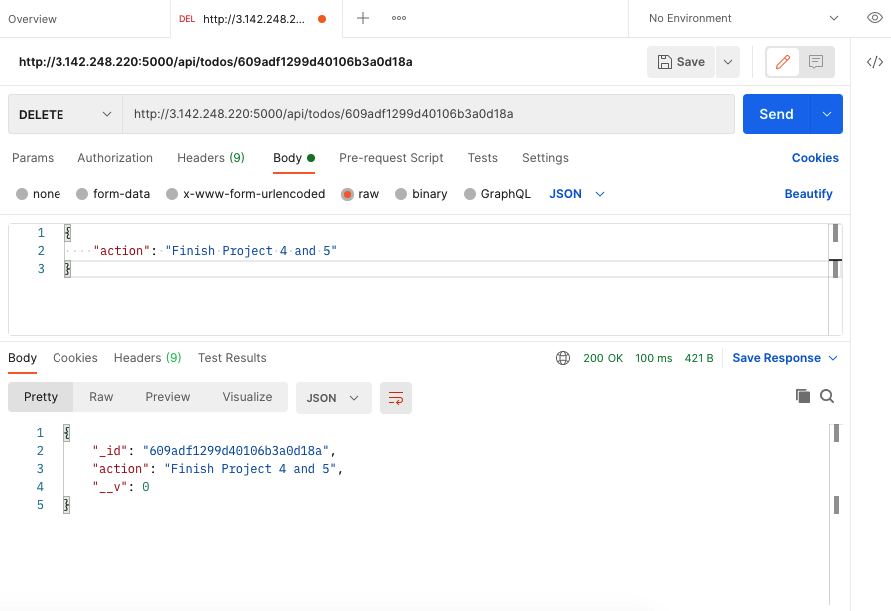 Overview
DEL http://3.142.248.2...
No Environment
http://3.142.248.220:5000/api/todos/609adf1299d40106b3a0d18a
Save
DELETE
http://3.142.248.220:5000/api/todos/609adf1299d40106b3a0d18a
Send
Params Authorization Headers (9) Body Pre-request Script Tests Settings Cookies
none form-data x-www-form-urlencoded raw binary GraphQL JSON Beautify
1 {
2 ····"action":·"Finish·Project·4·and·5"
3 }
Body Cookies Headers (9) Test Results 200 OK 100 ms 421 B Save Response
Pretty Raw Preview Visualize JSON
1 {
2 "_id": "609adf1299d40106b3a0d18a",
3 "action": "Finish Project 4 and 5",
4 "__v": 0
5 }